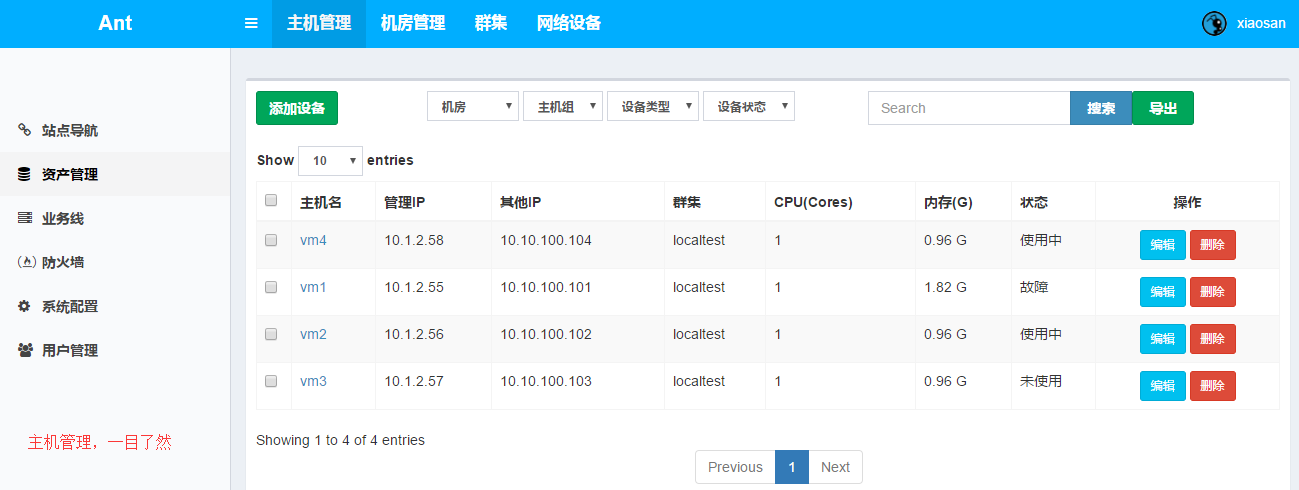 Ant 主机管理 机房管理 群集 网络设备 xiaosan
站点导航
资产管理
业务线
防火墙
系统配置
用户管理
主机管理，一目了然
添加设备 机房 主机组 设备类型 设备状态 Search 搜索 导出
Show 10 entries
主机名 管理IP 其他IP 群集 CPU(Cores) 内存(G) 状态 操作
vm4 10.1.2.58 10.10.100.104 localtest 1 0.96 G 使用中 编辑 删除
vm1 10.1.2.55 10.10.100.101 localtest 1 1.82 G 故障 编辑 删除
vm2 10.1.2.56 10.10.100.102 localtest 1 0.96 G 使用中 编辑 删除
vm3 10.1.2.57 10.10.100.103 localtest 1 0.96 G 未使用 编辑 删除
Showing 1 to 4 of 4 entries
Previous 1 Next